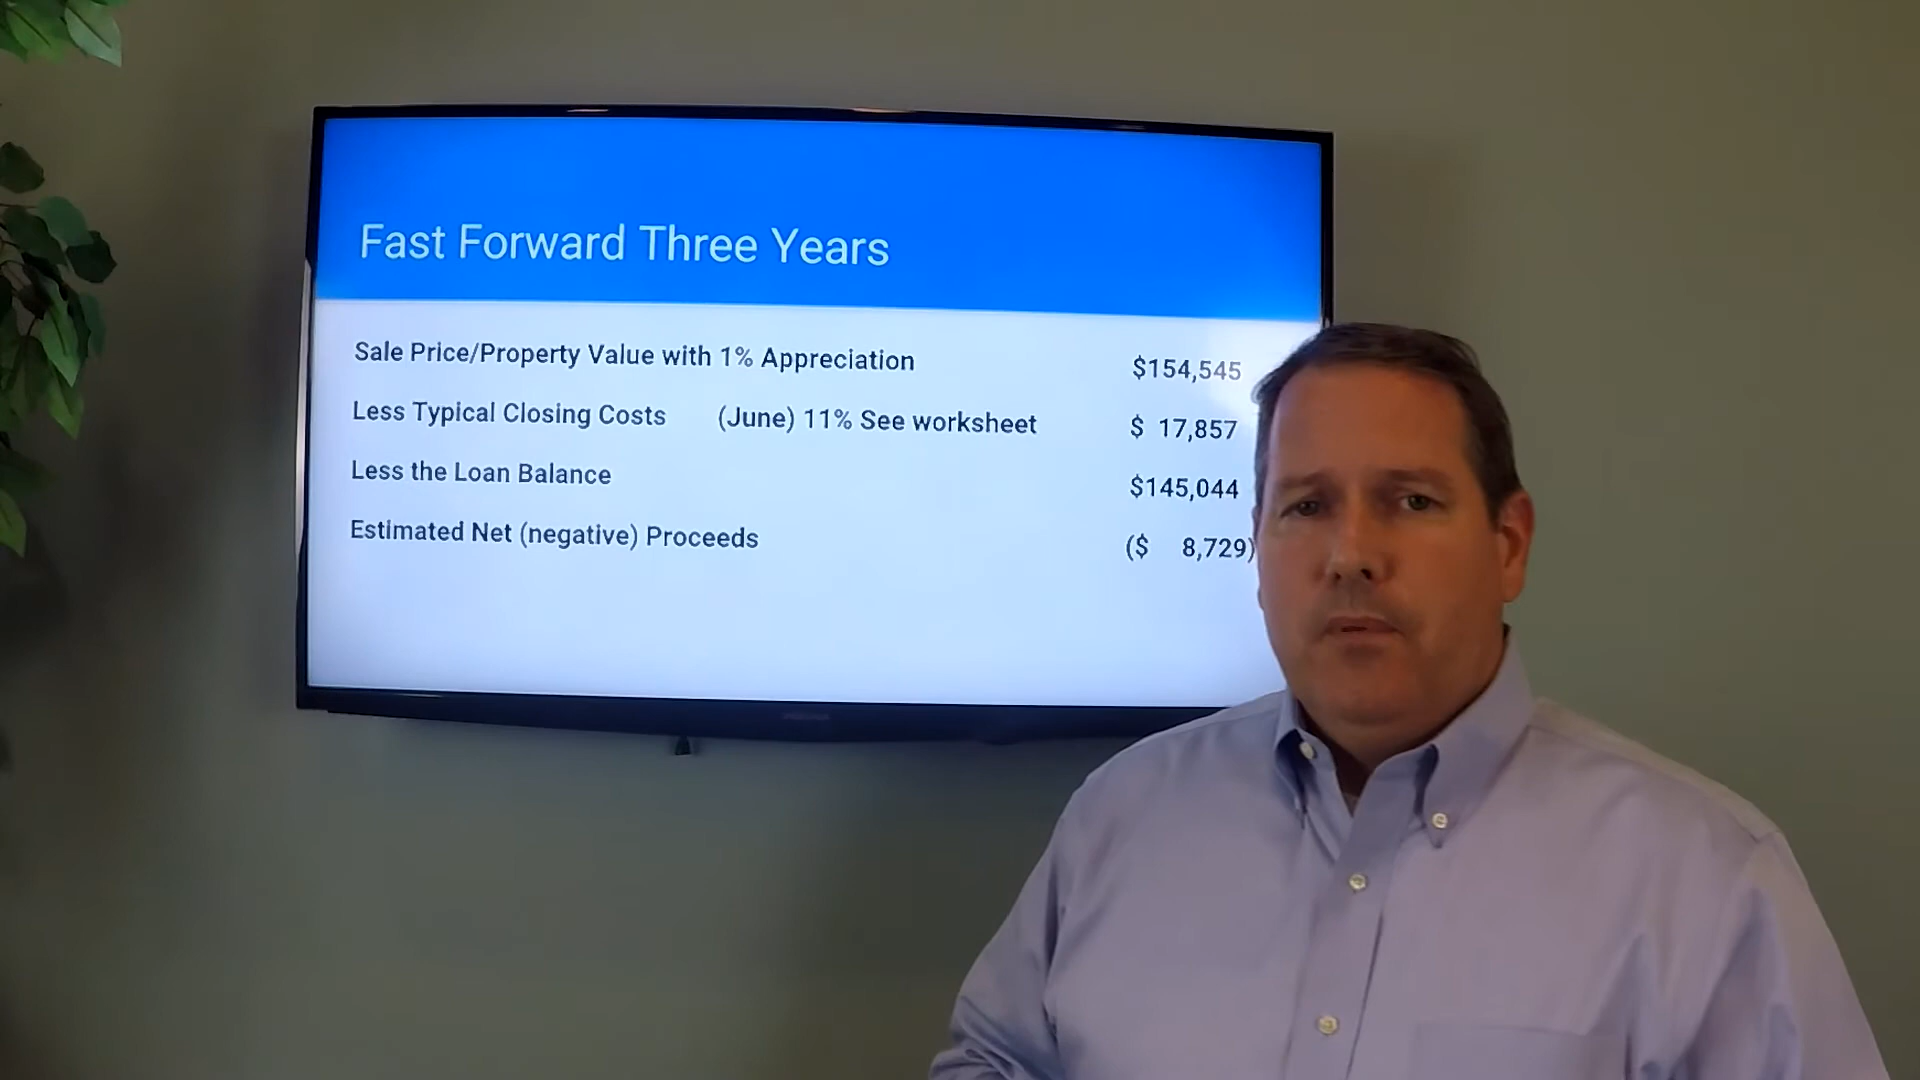 Fast Forward Three Years
Sale Price/Property Value with 1% Appreciation $154,545
Less Typical Closing Costs (June) 11% See worksheet $ 17,857
Less the Loan Balance $145,044
Estimated Net (negative) Proceeds ($ 8,729)